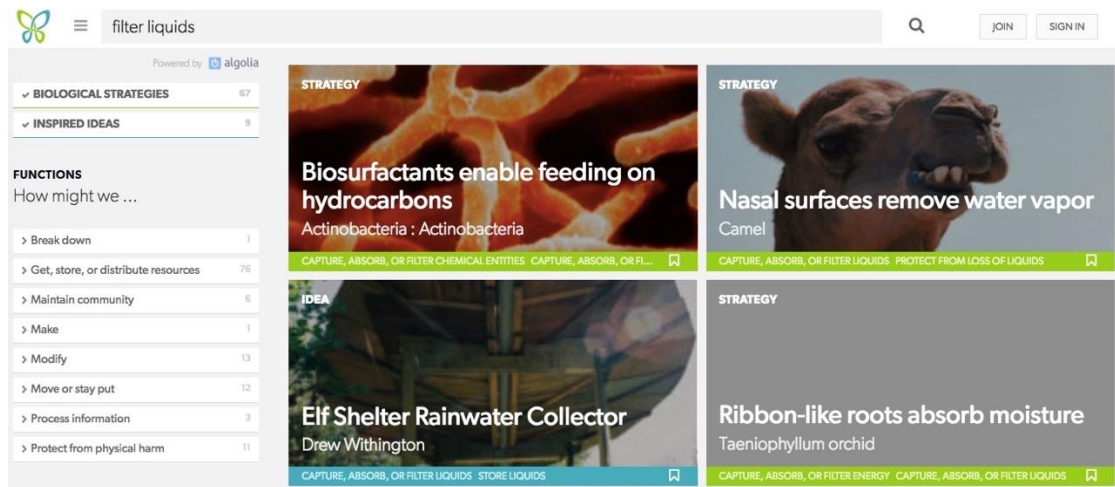 filter liquids
JOIN
SIGN IN
Powered by algolia
BIOLOGICAL STRATEGIES 67
INSPIRED IDEAS 9
FUNCTIONS
How might we ...
> Break down 1
> Get, store, or distribute resources 76
> Maintain community 6
> Make 1
> Modify 13
> Move or stay put 12
> Process information 3
> Protect from physical harm 11
STRATEGY
Biosurfactants enable feeding on
hydrocarbons
Actinobacteria : Actinobacteria
CAPTURE, ABSORB, OR FILTER CHEMICAL ENTITIES CAPTURE, ABSORB, OR FI...
STRATEGY
Nasal surfaces remove water vapor
Camel
CAPTURE, ABSORB, OR FILTER LIQUIDS PROTECT FROM LOSS OF LIQUIDS
IDEA
Elf Shelter Rainwater Collector
Drew Withington
CAPTURE, ABSORB, OR FILTER LIQUIDS STORE LIQUIDS
STRATEGY
Ribbon-like roots absorb moisture
Taeniophyllum orchid
CAPTURE, ABSORB, OR FILTER ENERGY CAPTURE, ABSORB, OR FILTER LIQUIDS